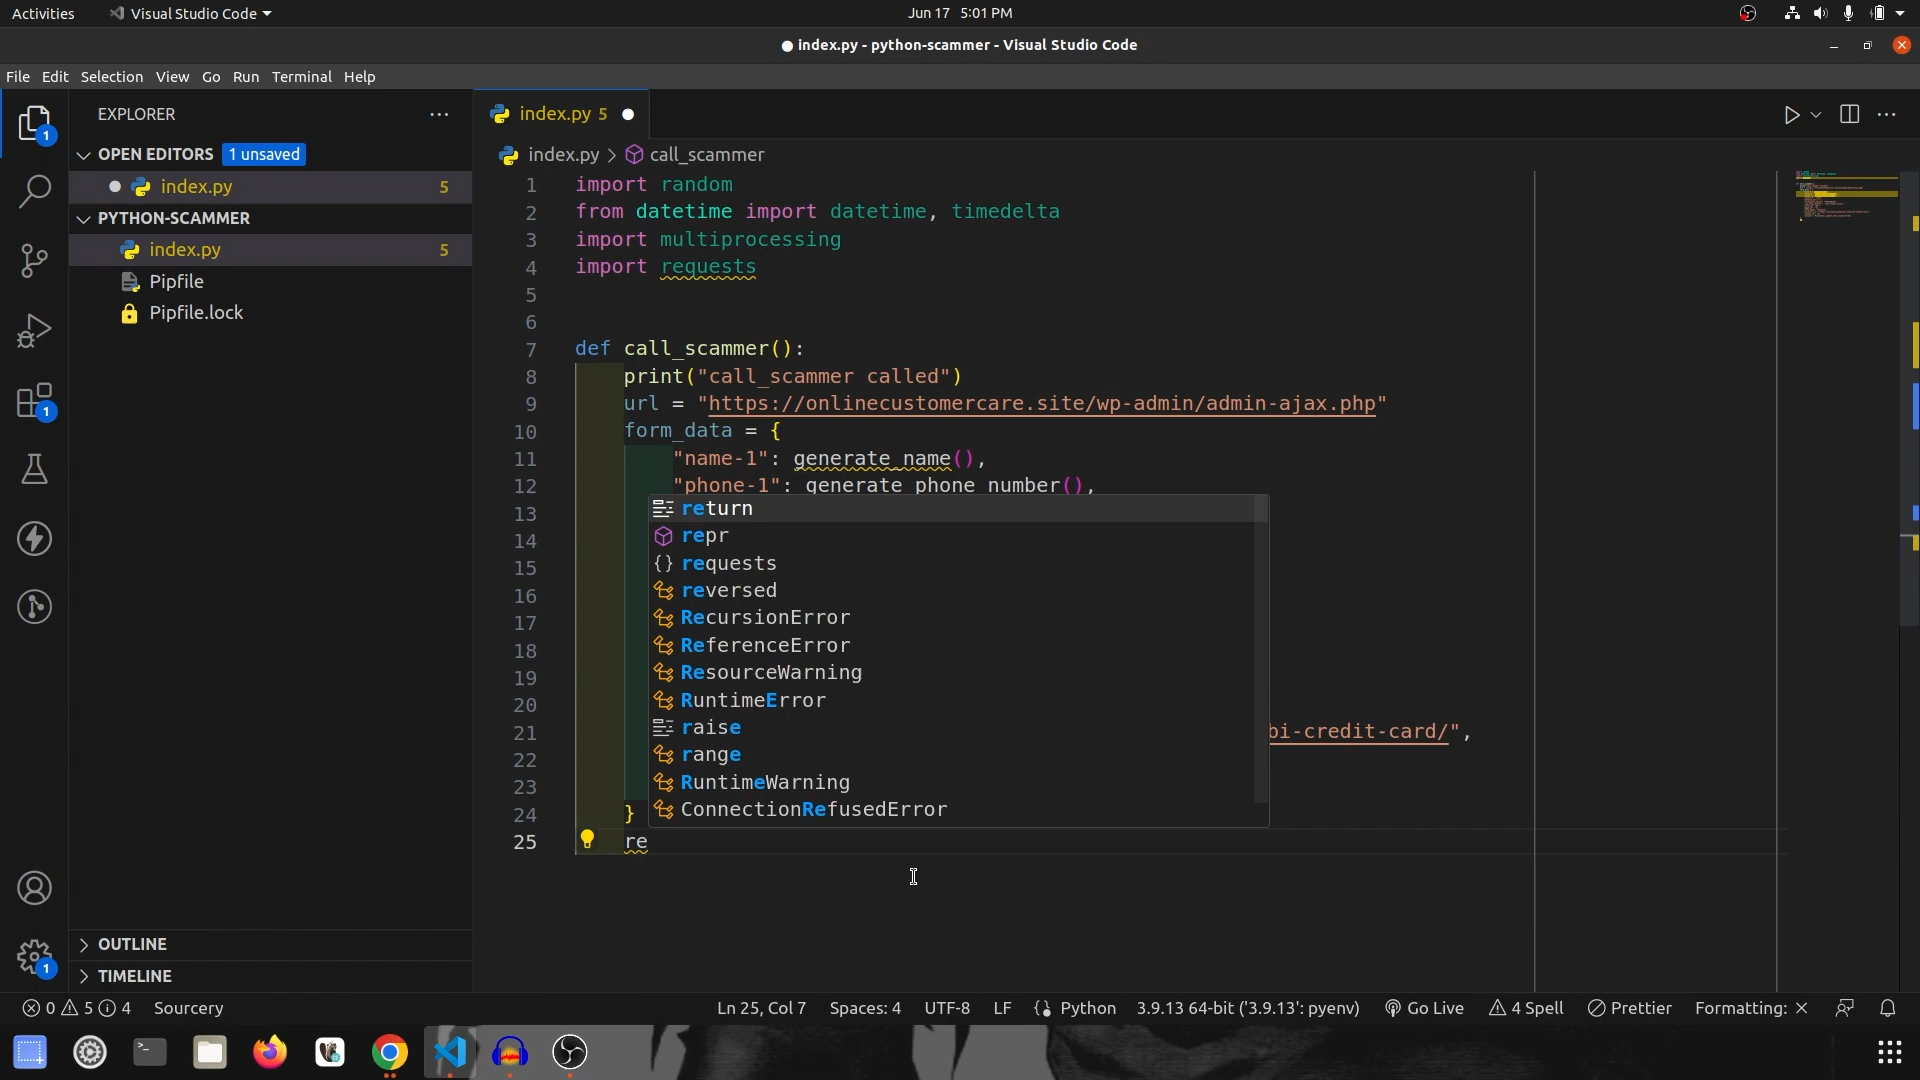 Activities
Visual Studio Code
Jun 17 5:01 PM
● index.py - python-scammer - Visual Studio Code
File Edit Selection View Go Run Terminal Help
EXPLORER
OPEN EDITORS 1 unsaved
index.py 5
PYTHON-SCAMMER
index.py 5
Pipfile
Pipfile.lock
OUTLINE
TIMELINE
1
1
1
index.py 5
index.py > call_scammer
1 import random
2 from datetime import datetime, timedelta
3 import multiprocessing
4 import requests
5
6
7 def call_scammer():
8 print("call_scammer called")
9 url = "https://onlinecustomercare.site/wp-admin/admin-ajax.php"
10 form_data = {
11 "name-1": generate_name(),
12 "phone-1": generate_phone_number(),
13
14
15
16
17
18
19
20
21 bi-credit-card/",
22
23
24 }
25 re
return
repr
requests
reversed
RecursionError
ReferenceError
ResourceWarning
RuntimeError
raise
range
RuntimeWarning
ConnectionRefusedError
0 5 4 Sourcery
Ln 25, Col 7 Spaces: 4 UTF-8 LF {} Python 3.9.13 64-bit ('3.9.13': pyenv) Go Live 4 Spell Prettier Formatting: ×